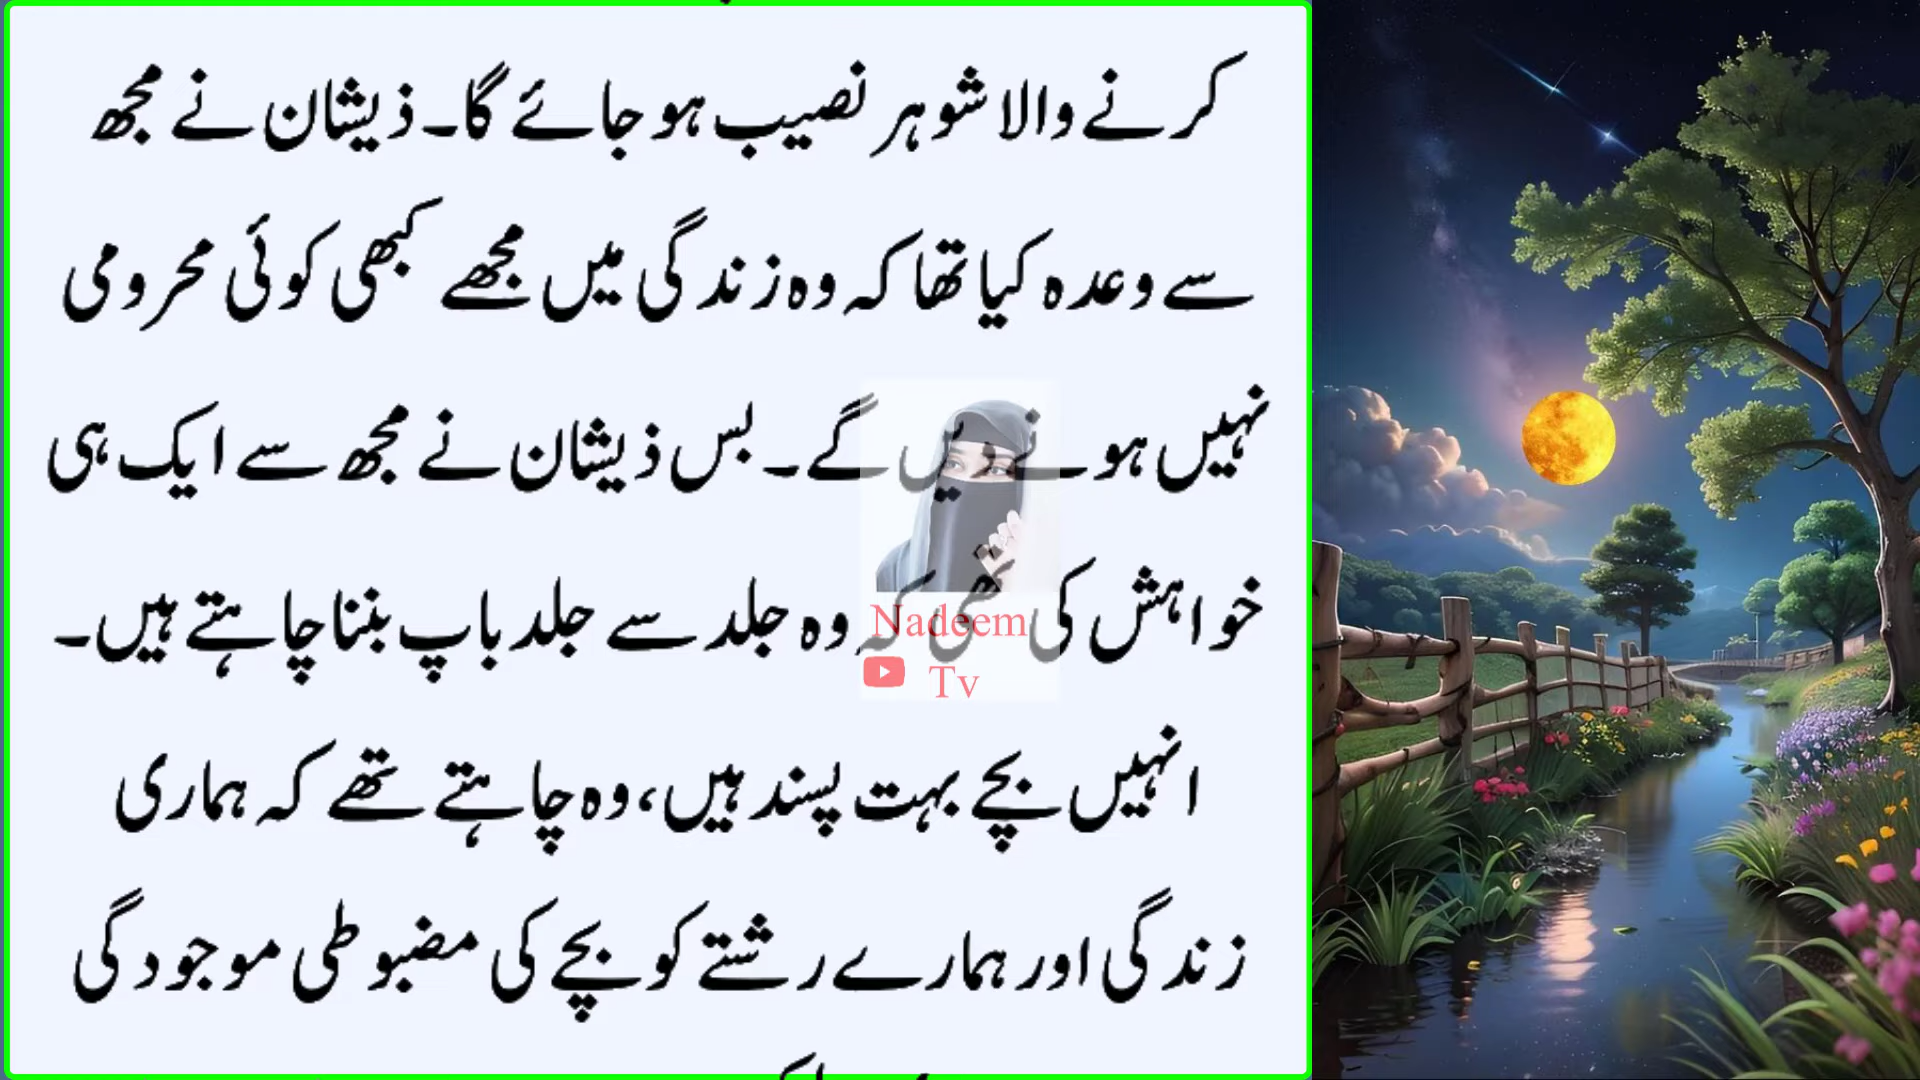 کرنے والا شوہر نصیب ہو جائے گا۔ ذیشان نے مجھ
سے وعدہ کیا تھا کہ وہ زندگی میں مجھے کبھی کوئی محرومی
نہیں ہونے دیں گے۔ بس ذیشان نے مجھ سے ایک ہی
خواہش کی تھی کہ وہ جلد سے جلد باپ بننا چاہتے ہیں۔
Nadeem
Tv
انہیں بچے بہت پسند ہیں، وہ چاہتے تھے کہ ہماری
زندگی اور ہمارے رشتے کو بچے کی مضبوطی موجودگی